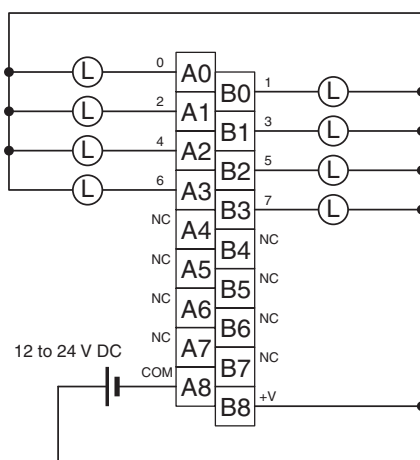 0 L A0 B0 1 L
2 L A1 B1 3 L
4 L A2 B2 5 L
6 L A3 B3 7 L
NC A4 B4 NC
NC A5 B5 NC
NC A6 B6 NC
NC A7 B7 NC
12 to 24 V DC
COM A8 B8 +V